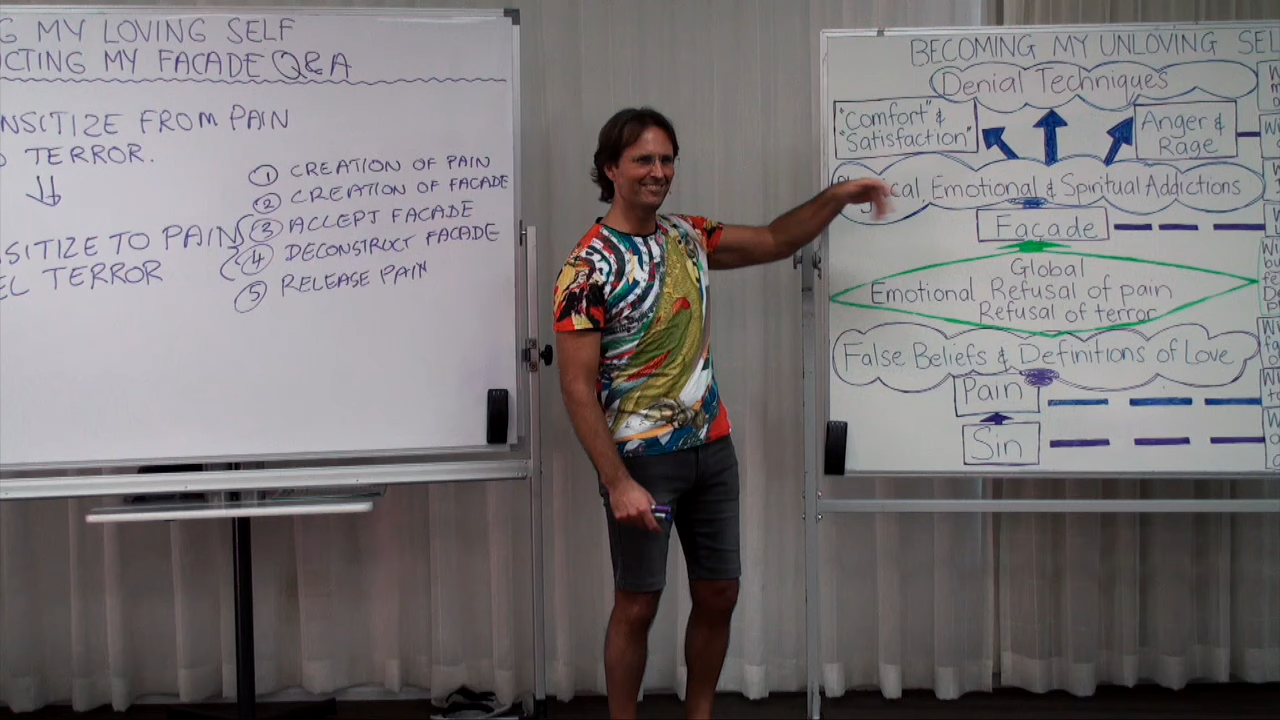 G MY LOVING SELF
CTING MY FACADE Q&A
NSITIZE FROM PAIN
TERROR.
① CREATION OF PAIN
② CREATION OF FACADE
③ ACCEPT FACADE
④ DECONSTRUCT FACADE
⑤ RELEASE PAIN
SITIZE TO PAIN
EL TERROR
BECOMING MY UNLOVING SEL
Denial Techniques
"Comfort" &
"Satisfaction"
Anger &
Rage
Emotional & Spiritual Addictions
Façade
Global
Emotional Refusal of pain
Refusal of terror
False Beliefs & Definitions of Love
Pain
Sin